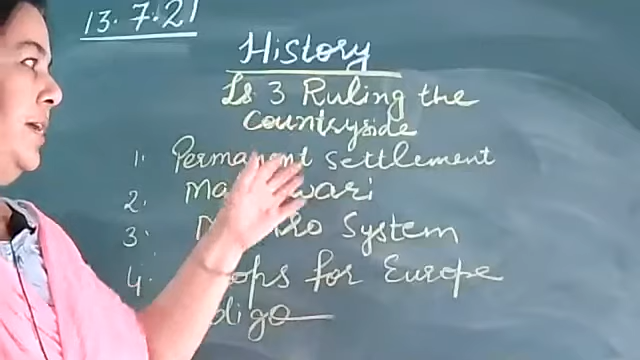 13.7.21
History
Ls 3 Ruling the
Countryside
1. Permanent Settlement
2.
3. System
4. for Europe